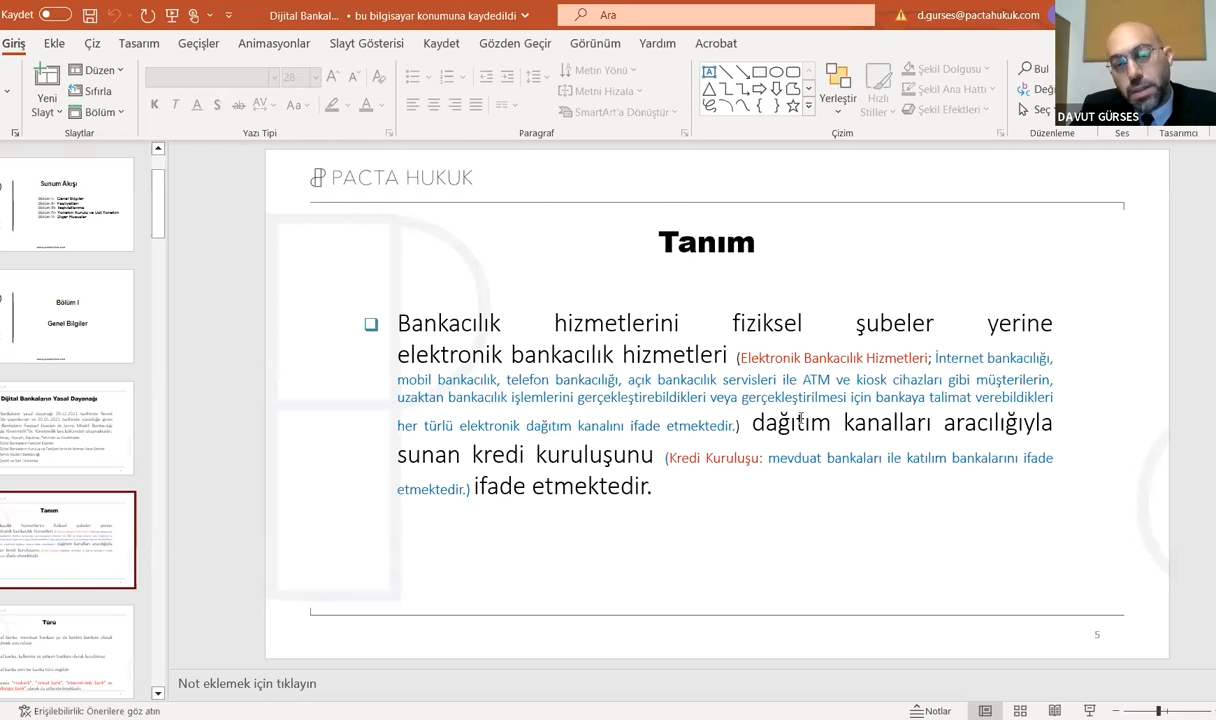 Kaydet
Dijital Bankal... • bu bilgisayar konumuna kaydedildi
Ara
d.gurses@pactahukuk.com
Giriş Ekle Çiz Tasarım Geçişler Animasyonlar Slayt Gösterisi Kaydet Gözden Geçir Görünüm Yardım Acrobat
Yeni
Slayt
Düzen
Sıfırla
Bölüm
Slaytlar
28
K T A S ab AV Aa A
Yazı Tipi
Metin Yönü
Metni Hizala
SmartArt'a Dönüştür
Paragraf
Yerleştir
Hızlı
Stiller
Şekil Dolgusu
Şekil Ana Hattı
Şekil Efektleri
Çizim
Bul
Seç
Düzenleme
Ses
Tasarımcı
DAVUT GÜRSES
Sunum Akışı
Bölüm I
Genel Bilgiler
Dijital Bankaların Yasal Dayanağı
Tanım
Türü
PACTA HUKUK
Tanım
Bankacılık hizmetlerini fiziksel şubeler yerine
elektronik bankacılık hizmetleri (Elektronik Bankacılık Hizmetleri; İnternet bankacılığı,
mobil bankacılık, telefon bankacılığı, açık bankacılık servisleri ile ATM ve kiosk cihazları gibi müşterilerin,
uzaktan bankacılık işlemlerini gerçekleştirebildikleri veya gerçekleştirilmesi için bankaya talimat verebildikleri
her türlü elektronik dağıtım kanalını ifade etmektedir.) dağıtım kanalları aracılığıyla
sunan kredi kuruluşunu (Kredi Kuruluşu: mevduat bankaları ile katılım bankalarını ifade
etmektedir.) ifade etmektedir.
5
Not eklemek için tıklayın
Erişilebilirlik: Önerilere göz atın
Notlar